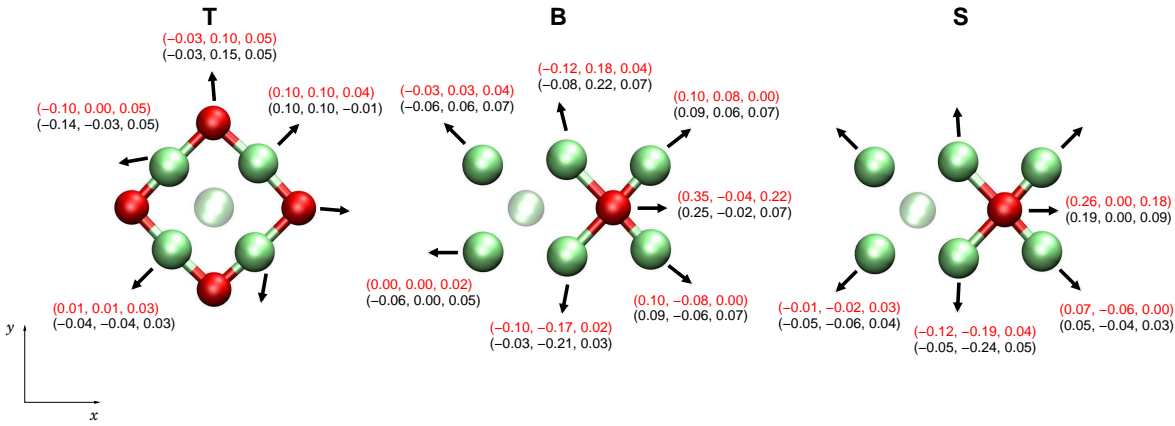 T
(−0.03, 0.10, 0.05)
(−0.03, 0.15, 0.05)
(−0.10, 0.00, 0.05)
(−0.14, −0.03, 0.05)
(0.10, 0.10, 0.04)
(0.10, 0.10, −0.01)
(0.01, 0.01, 0.03)
(−0.04, −0.04, 0.03)
y
x
B
(−0.12, 0.18, 0.04)
(−0.08, 0.22, 0.07)
(−0.03, 0.03, 0.04)
(−0.06, 0.06, 0.07)
(0.10, 0.08, 0.00)
(0.09, 0.06, 0.07)
(0.35, −0.04, 0.22)
(0.25, −0.02, 0.07)
(0.00, 0.00, 0.02)
(−0.06, 0.00, 0.05)
(0.10, −0.08, 0.00)
(0.09, −0.06, 0.07)
(−0.10, −0.17, 0.02)
(−0.03, −0.21, 0.03)
S
(0.26, 0.00, 0.18)
(0.19, 0.00, 0.09)
(−0.01, −0.02, 0.03)
(−0.05, −0.06, 0.04)
(0.07, −0.06, 0.00)
(0.05, −0.04, 0.03)
(−0.12, −0.19, 0.04)
(−0.05, −0.24, 0.05)